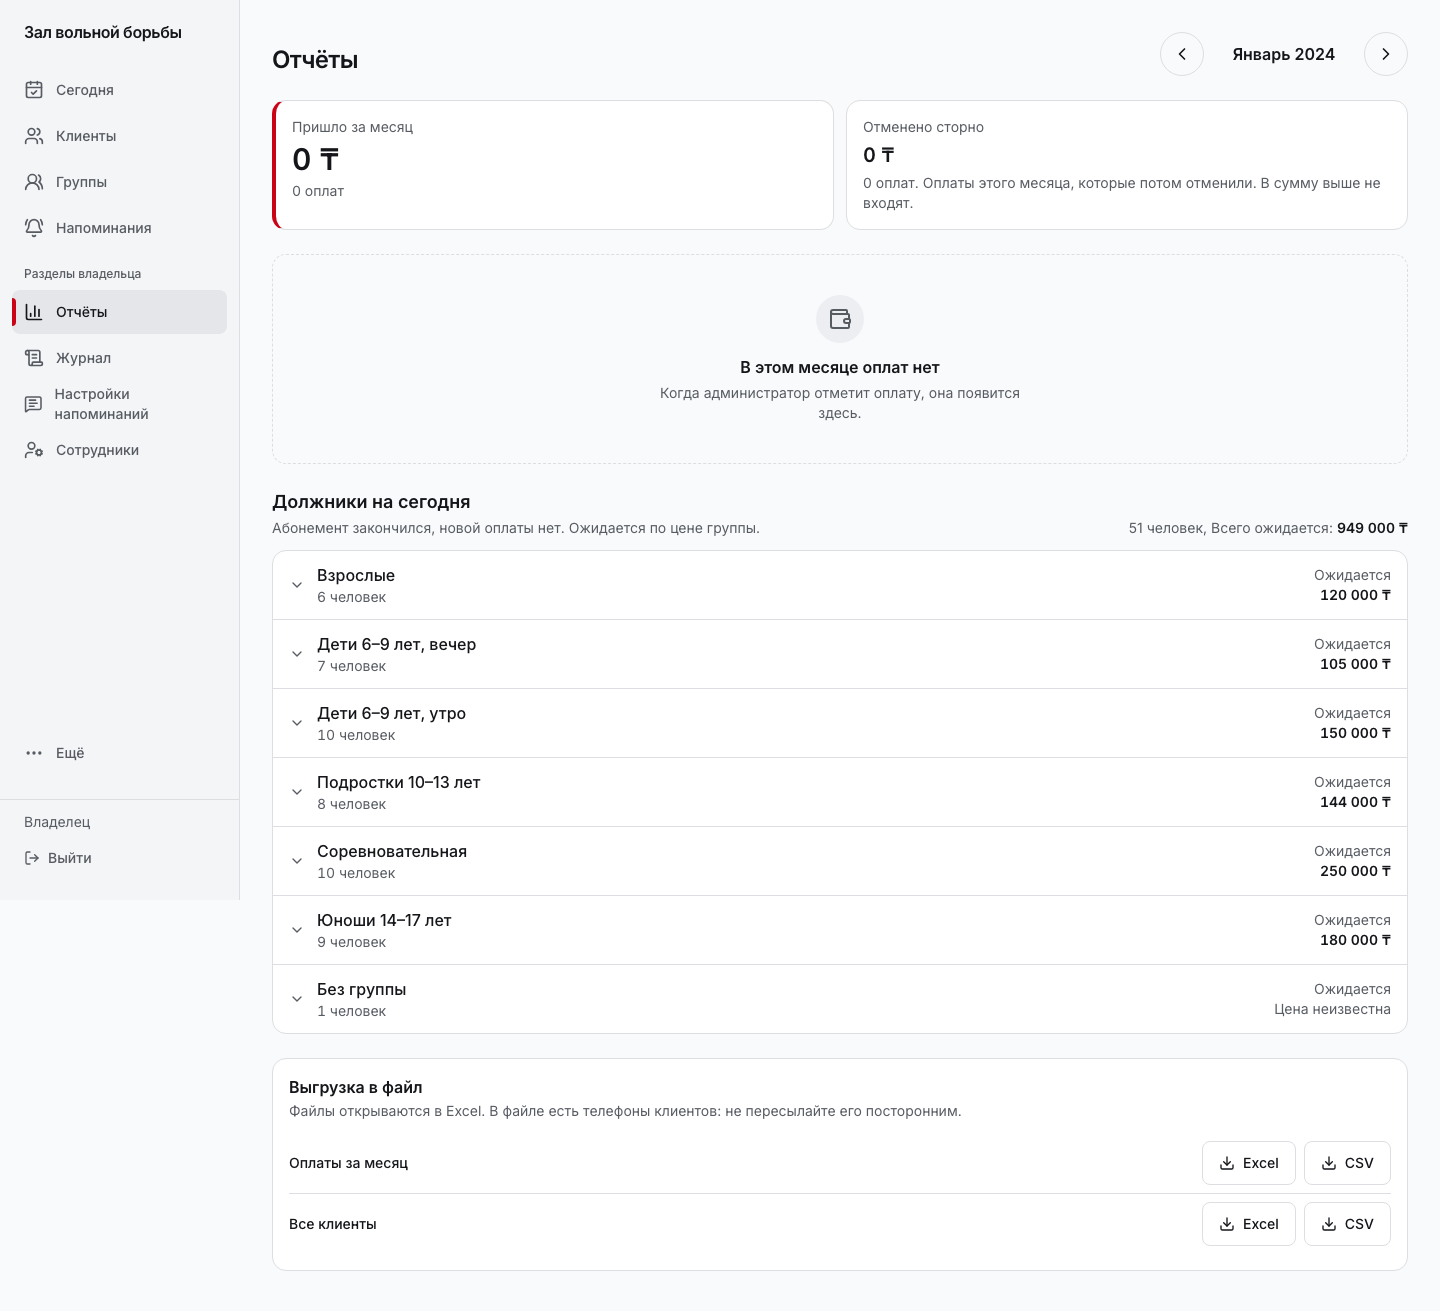 Зал вольной борьбы
Сегодня
Клиенты
Группы
Напоминания
Разделы владельца
Отчёты
Журнал
Настройки
напоминаний
Сотрудники
Ещё
Владелец
Выйти
Отчёты
Январь 2024
Пришло за месяц
0 ₸
0 оплат
Отменено сторно
0 ₸
0 оплат. Оплаты этого месяца, которые потом отменили. В сумму выше не
входят.
В этом месяце оплат нет
Когда администратор отметит оплату, она появится
здесь.
Должники на сегодня
Абонемент закончился, новой оплаты нет. Ожидается по цене группы.
51 человек, Всего ожидается: 949 000 ₸
Взрослые
6 человек
Ожидается
120 000 ₸
Дети 6–9 лет, вечер
7 человек
Ожидается
105 000 ₸
Дети 6–9 лет, утро
10 человек
Ожидается
150 000 ₸
Подростки 10–13 лет
8 человек
Ожидается
144 000 ₸
Соревновательная
10 человек
Ожидается
250 000 ₸
Юноши 14–17 лет
9 человек
Ожидается
180 000 ₸
Без группы
1 человек
Ожидается
Цена неизвестна
Выгрузка в файл
Файлы открываются в Excel. В файле есть телефоны клиентов: не пересылайте его посторонним.
Оплаты за месяц
Excel
CSV
Все клиенты
Excel
CSV